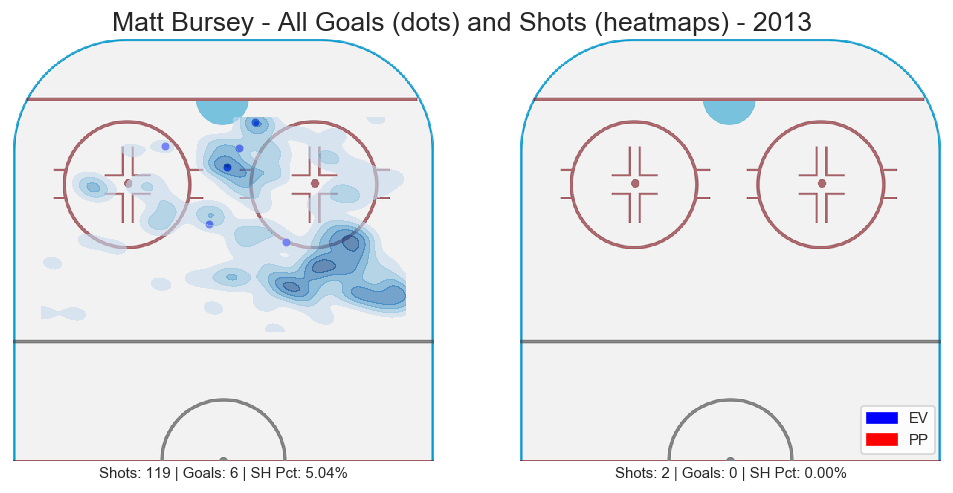 Matt Bursey - All Goals (dots) and Shots (heatmaps) - 2013
EV
PP
Shots: 119 | Goals: 6 | SH Pct: 5.04%
Shots: 2 | Goals: 0 | SH Pct: 0.00%